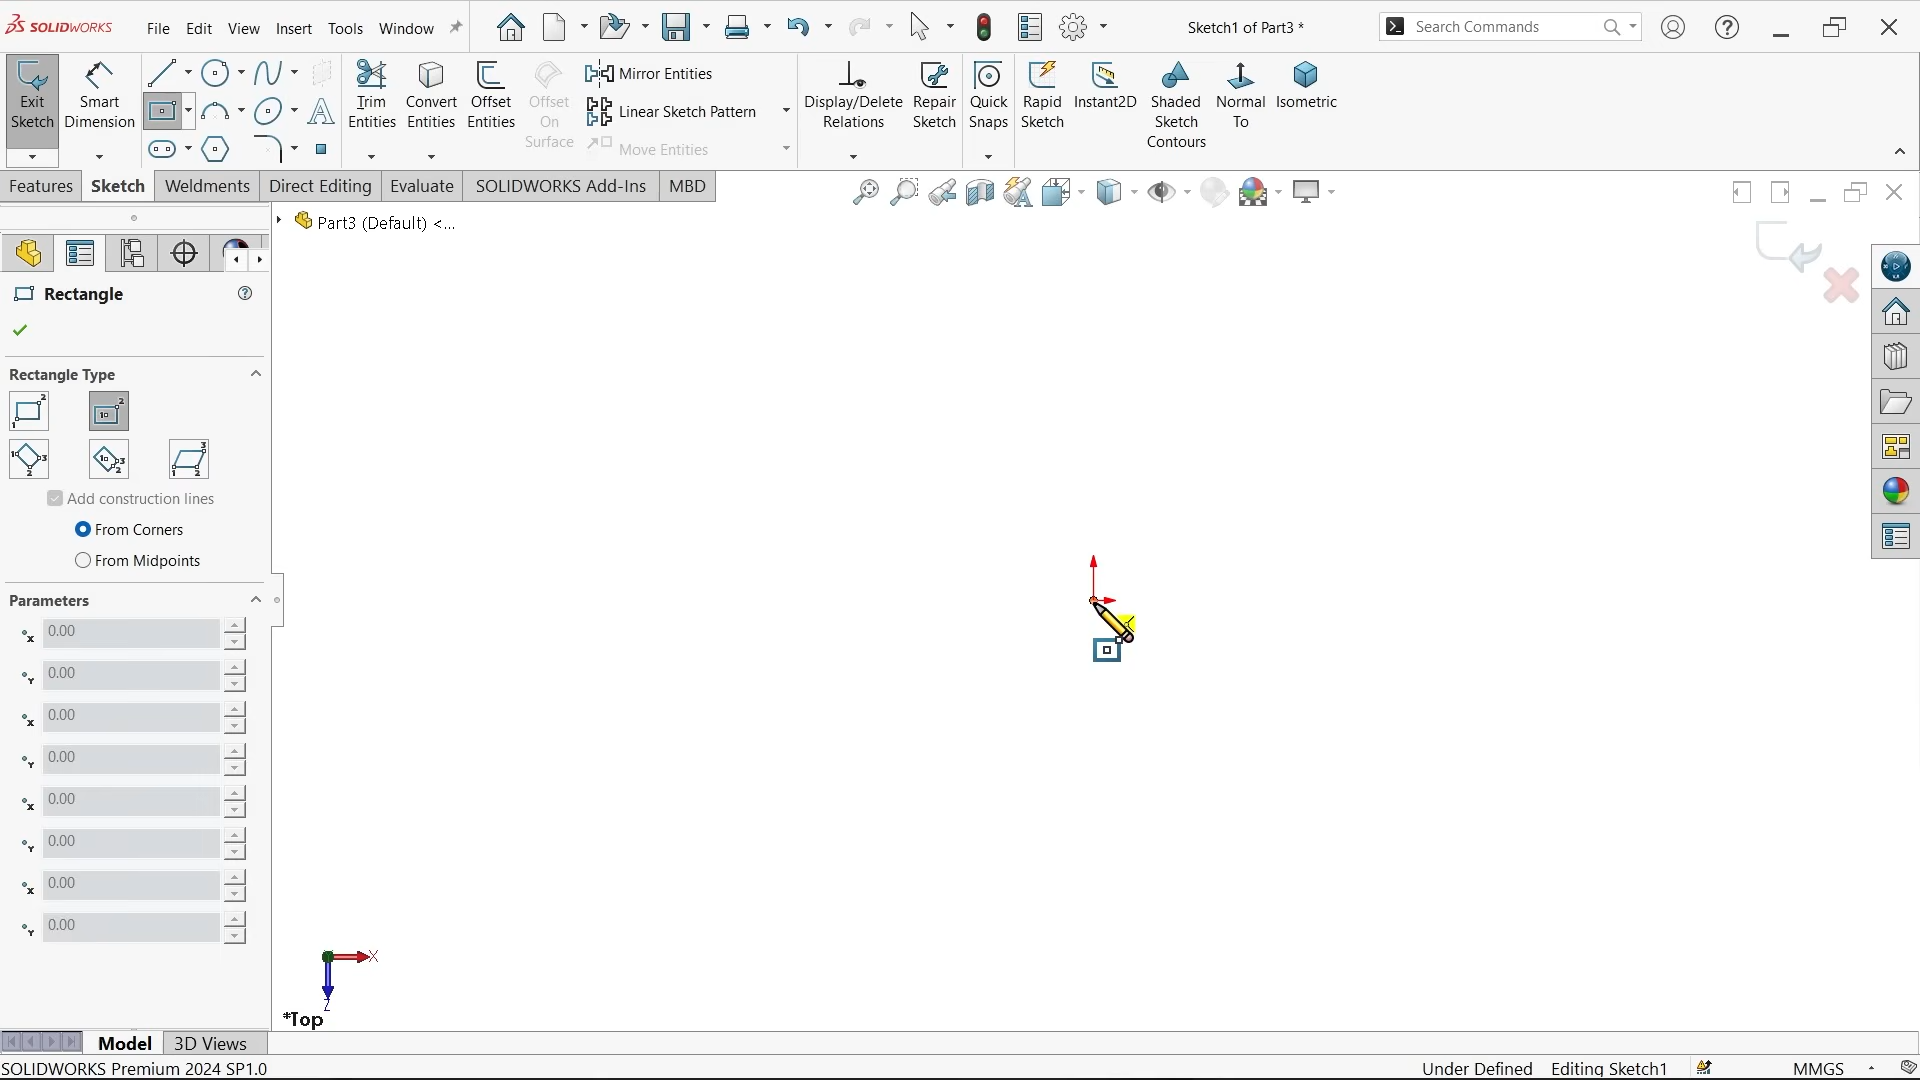 SOLIDWORKS
File
Edit
View
Insert
Tools
Window
Sketch1 of Part3 *
Search Commands
Exit
Sketch
Smart
Dimension
Trim
Entities
Convert
Entities
Offset
Entities
Offset
On
Surface
Mirror Entities
Linear Sketch Pattern
Move Entities
Display/Delete
Relations
Repair
Sketch
Quick
Snaps
Rapid
Sketch
Instant2D
Shaded
Sketch
Contours
Normal
To
Isometric
Features
Sketch
Weldments
Direct Editing
Calculate
Evaluate
SOLIDWORKS Add-Ins
MBD
Part3 (Default) <...
Rectangle
Rectangle Type
Add construction lines
From Corners
From Midpoints
Parameters
x 0.00
Y 0.00
x 0.00
Y 0.00
x 0.00
Y 0.00
x 0.00
Y 0.00
X
Z
*Top
Model
3D Views
SOLIDWORKS Premium 2024 SP1.0
Under Defined
Editing Sketch1
MMGS